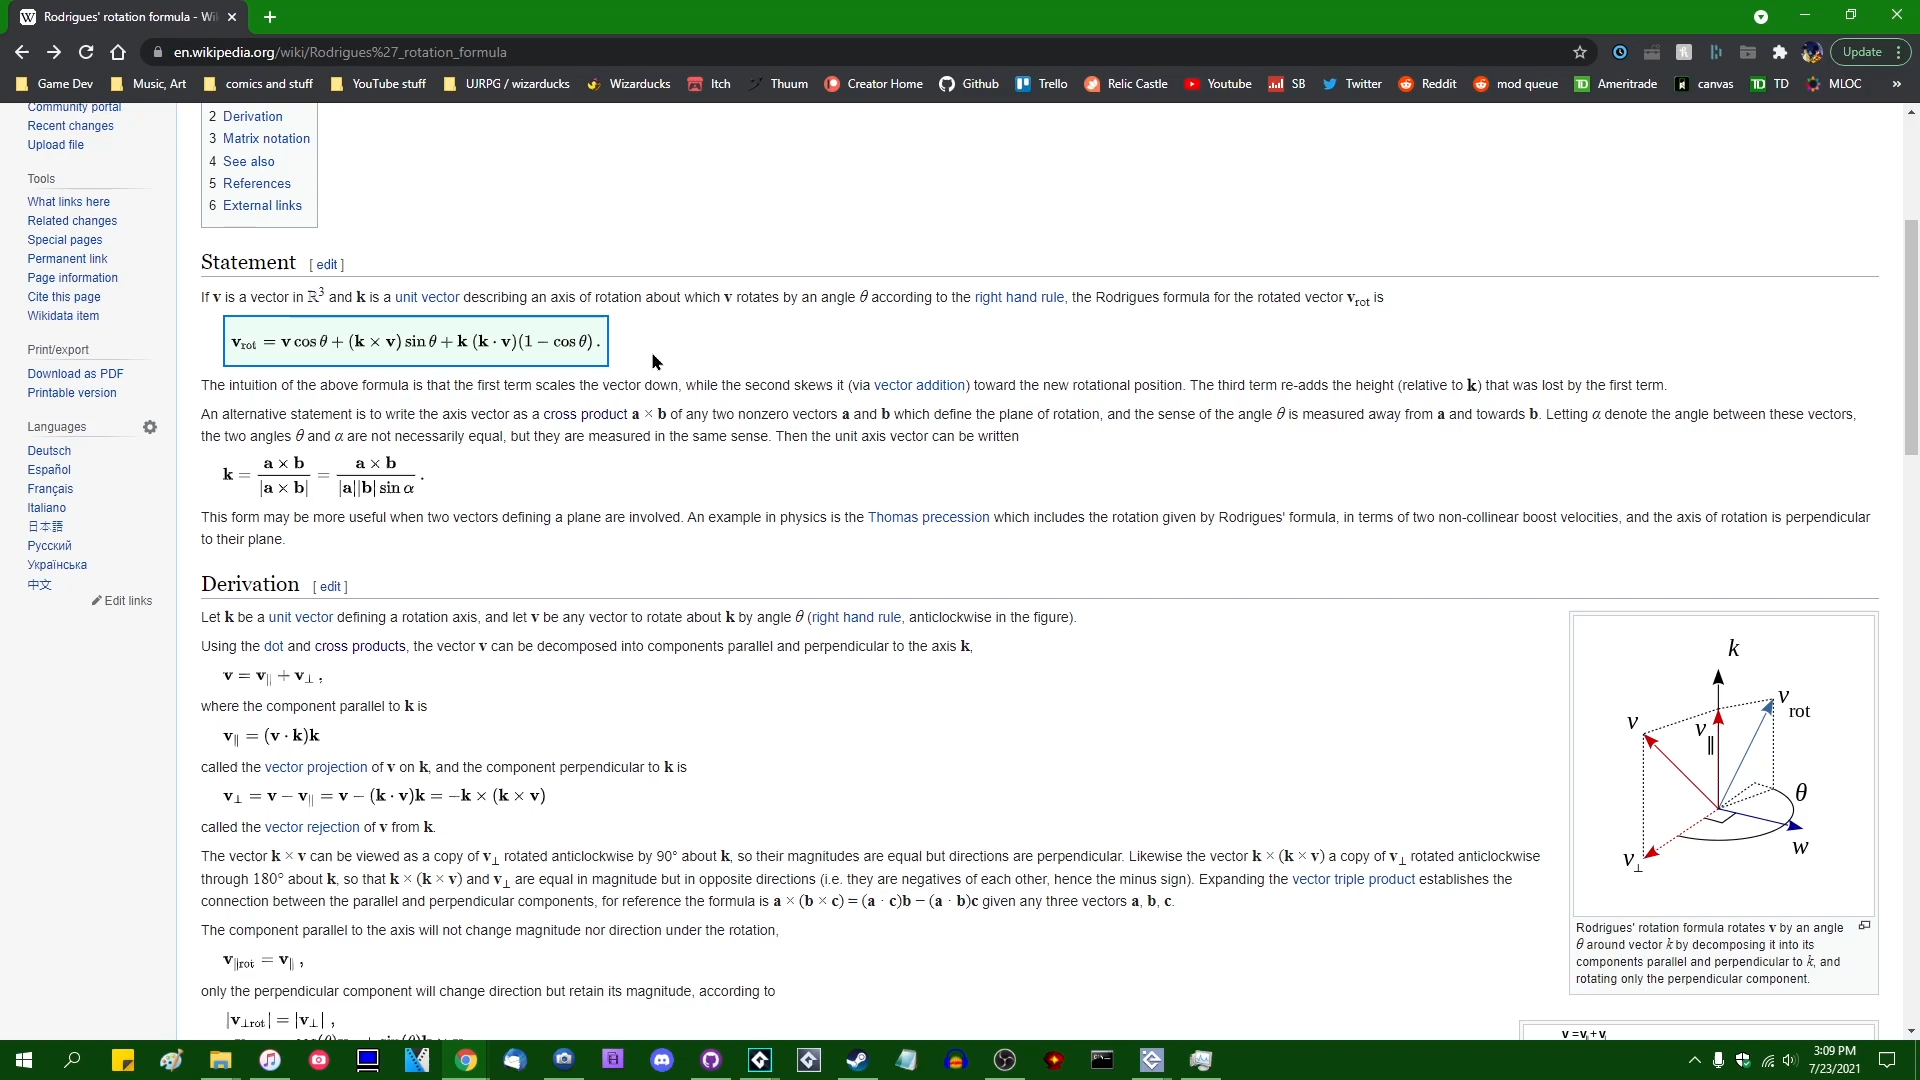 Rodrigues' rotation formula - Wi
en.wikipedia.org/wiki/Rodrigues%27_rotation_formula
Update
Game Dev
Music, Art
comics and stuff
YouTube stuff
UJRPG / wizarducks
Wizarducks
Itch
Thuum
Creator Home
Github
Trello
Relic Castle
Youtube
SB
Twitter
Reddit
mod queue
Ameritrade
canvas
TD
MLOC
»
Community portal
Recent changes
Upload file
Tools
What links here
Related changes
Special pages
Permanent link
Page information
Cite this page
Wikidata item
Print/export
Download as PDF
Printable version
Languages
Deutsch
Español
Français
Italiano
日本語
Русский
Українська
中文
Edit links
2 Derivation
3 Matrix notation
4 See also
5 References
6 External links
Statement [ edit ]
If v is a vector in ℝ³ and k is a unit vector describing an axis of rotation about which v rotates by an angle θ according to the right hand rule, the Rodrigues formula for the rotated vector v_rot is
v_rot = v cos θ + (k × v) sin θ + k (k · v)(1 − cos θ) .
The intuition of the above formula is that the first term scales the vector down, while the second skews it (via vector addition) toward the new rotational position. The third term re-adds the height (relative to k) that was lost by the first term.
An alternative statement is to write the axis vector as a cross product a × b of any two nonzero vectors a and b which define the plane of rotation, and the sense of the angle θ is measured away from a and towards b. Letting α denote the angle between these vectors,
the two angles θ and α are not necessarily equal, but they are measured in the same sense. Then the unit axis vector can be written
k = a × b / |a × b| = a × b / |a||b| sin α .
This form may be more useful when two vectors defining a plane are involved. An example in physics is the Thomas precession which includes the rotation given by Rodrigues' formula, in terms of two non-collinear boost velocities, and the axis of rotation is perpendicular
to their plane.
Derivation [ edit ]
Let k be a unit vector defining a rotation axis, and let v be any vector to rotate about k by angle θ (right hand rule, anticlockwise in the figure).
Using the dot and cross products, the vector v can be decomposed into components parallel and perpendicular to the axis k,
v = v∥ + v⊥ ,
where the component parallel to k is
v∥ = (v · k)k
called the vector projection of v on k, and the component perpendicular to k is
v⊥ = v − v∥ = v − (k · v)k = −k × (k × v)
called the vector rejection of v from k.
The vector k × v can be viewed as a copy of v⊥ rotated anticlockwise by 90° about k, so their magnitudes are equal but directions are perpendicular. Likewise the vector k × (k × v) a copy of v⊥ rotated anticlockwise
through 180° about k, so that k × (k × v) and v⊥ are equal in magnitude but in opposite directions (i.e. they are negatives of each other, hence the minus sign). Expanding the vector triple product establishes the
connection between the parallel and perpendicular components, for reference the formula is a × (b × c) = (a · c)b − (a · b)c given any three vectors a, b, c.
The component parallel to the axis will not change magnitude nor direction under the rotation,
v∥rot = v∥ ,
only the perpendicular component will change direction but retain its magnitude, according to
|v⊥rot| = |v⊥| ,
k
v
v∥
v rot
θ
w
v⊥
Rodrigues' rotation formula rotates v by an angle
θ around vector k by decomposing it into its
components parallel and perpendicular to k, and
rotating only the perpendicular component.
3:09 PM
7/23/2021